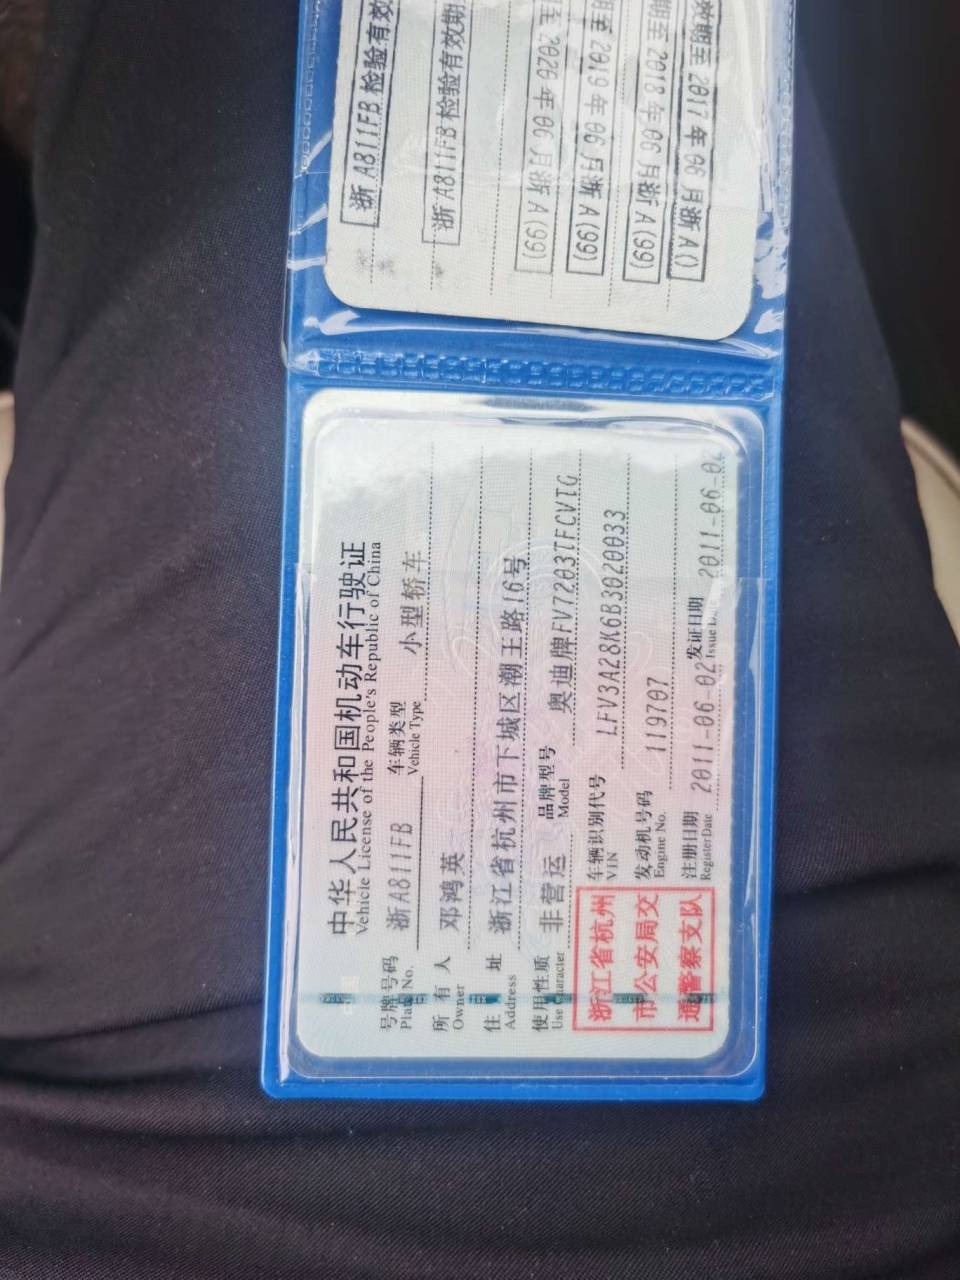 中华人民共和国机动车行驶证
Vehicle License of the People's Republic of China
号牌号码 浙A811FB 车辆类型 小型轿车
Plate No. Vehicle Type
所有人 邓鸿英
Owner
住址 浙江省杭州市下城区潮王路16号
Address
使用性质 非营运 品牌型号 奥迪牌FV7203TFCVTG
Use Character Model
浙江省杭州
市公安局交
通警察支队
车辆识别代号 LFV3A28K6B3020033
VIN
发动机号码 119707
Engine No.
注册日期 2011-06-02 发证日期 2011-06-02
Register Date Issue Date
浙A811FB 检验有效
浙A811FB 检验有效期
至2020年06月浙A(99)
期至2019年06月浙A(99)
期至2018年06月浙A(99)
效期至2017年06月浙A()